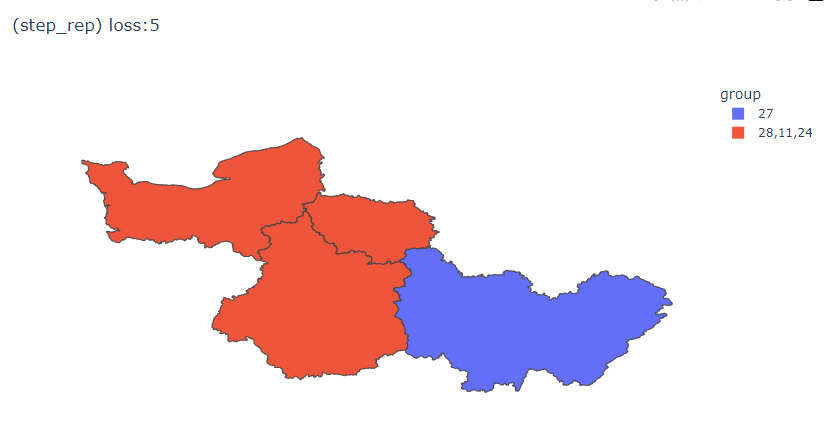 (step_rep) loss:5
group
27
28,11,24